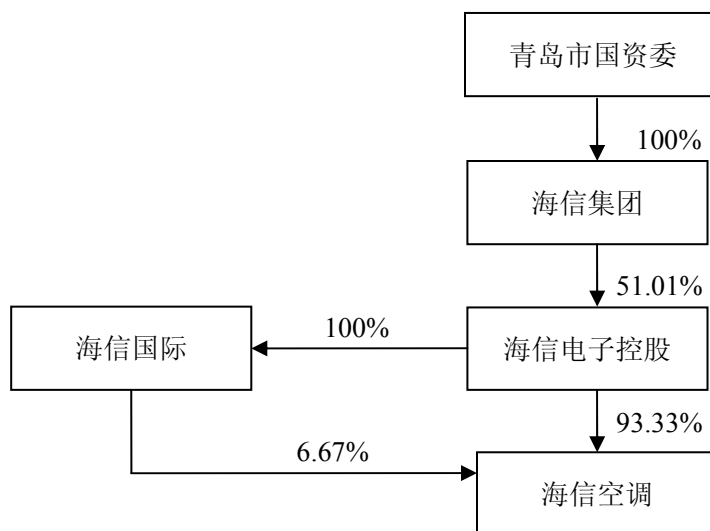 青岛市国资委
100%
海信集团
51.01%
海信国际
100%
海信电子控股
93.33%
6.67%
海信空调